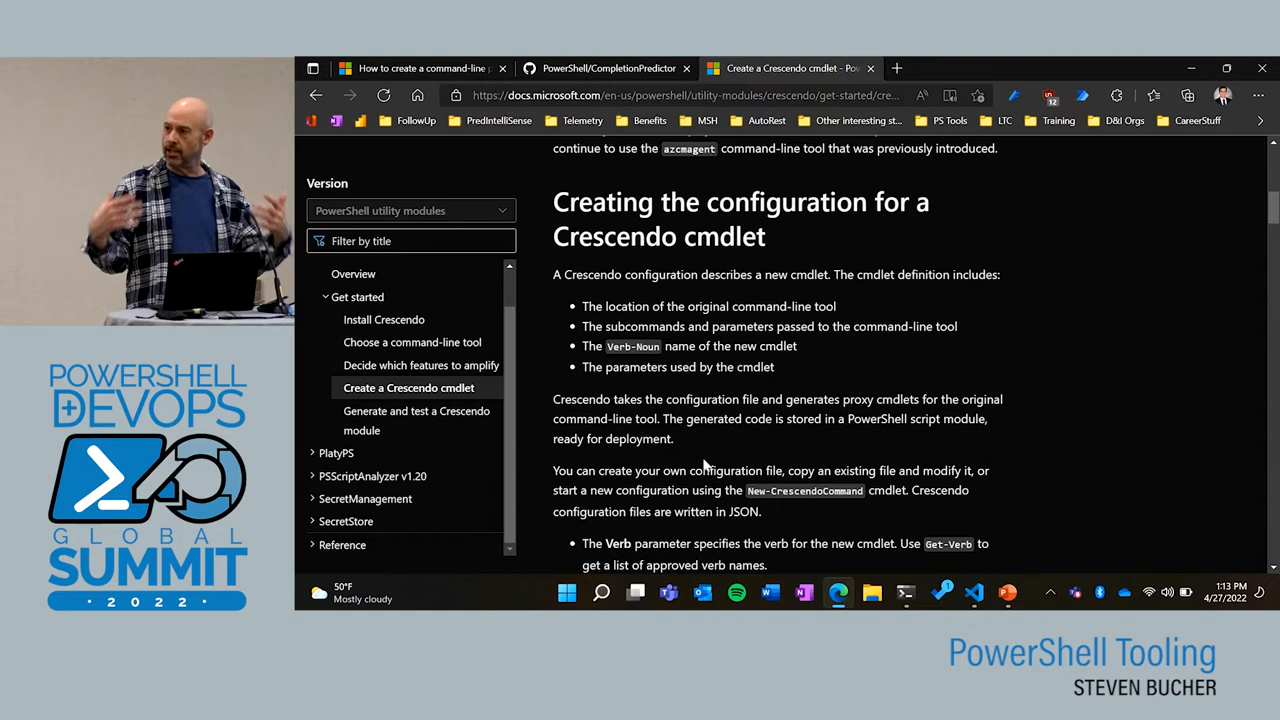 How to create a command-line p
PowerShell/CompletionPredictor
Create a Crescendo cmdlet - Pow
https://docs.microsoft.com/en-us/powershell/utility-modules/crescendo/get-started/cre...
12
FollowUp
PredIntelliSense
Telemetry
Benefits
MSH
AutoRest
Other interesting st...
PS Tools
LTC
Training
D&I Orgs
CareerStuff
Version
PowerShell utility modules
Filter by title
Overview
Get started
Install Crescendo
Choose a command-line tool
Decide which features to amplify
Create a Crescendo cmdlet
Generate and test a Crescendo
module
PlatyPS
PSScriptAnalyzer v1.20
SecretManagement
SecretStore
Reference
continue to use the azcmagent command-line tool that was previously introduced.
Creating the configuration for a
Crescendo cmdlet
A Crescendo configuration describes a new cmdlet. The cmdlet definition includes:
• The location of the original command-line tool
• The subcommands and parameters passed to the command-line tool
• The Verb-Noun name of the new cmdlet
• The parameters used by the cmdlet
Crescendo takes the configuration file and generates proxy cmdlets for the original
command-line tool. The generated code is stored in a PowerShell script module,
ready for deployment.
You can create your own configuration file, copy an existing file and modify it, or
start a new configuration using the New-CrescendoCommand cmdlet. Crescendo
configuration files are written in JSON.
• The Verb parameter specifies the verb for the new cmdlet. Use Get-Verb to
get a list of approved verb names.
50°F
Mostly cloudy
1
1:13 PM
4/27/2022
POWERSHELL
DEVOPS
GLOBAL
SUMMIT
• 2022 •
PowerShell Tooling
STEVEN BUCHER